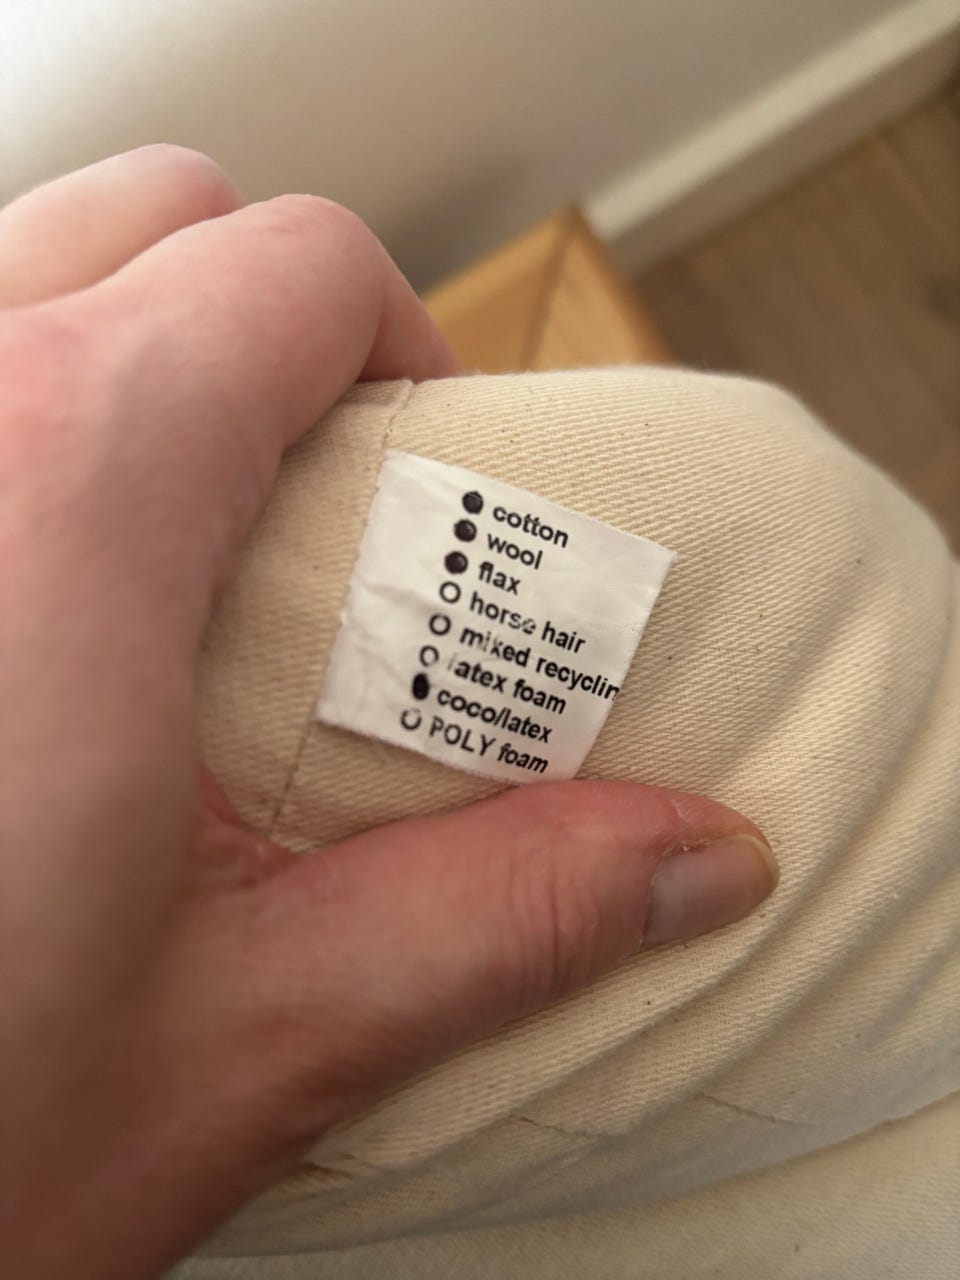 cotton
wool
flax
horse hair
mixed recyclin
latex foam
coco/latex
POLY foam